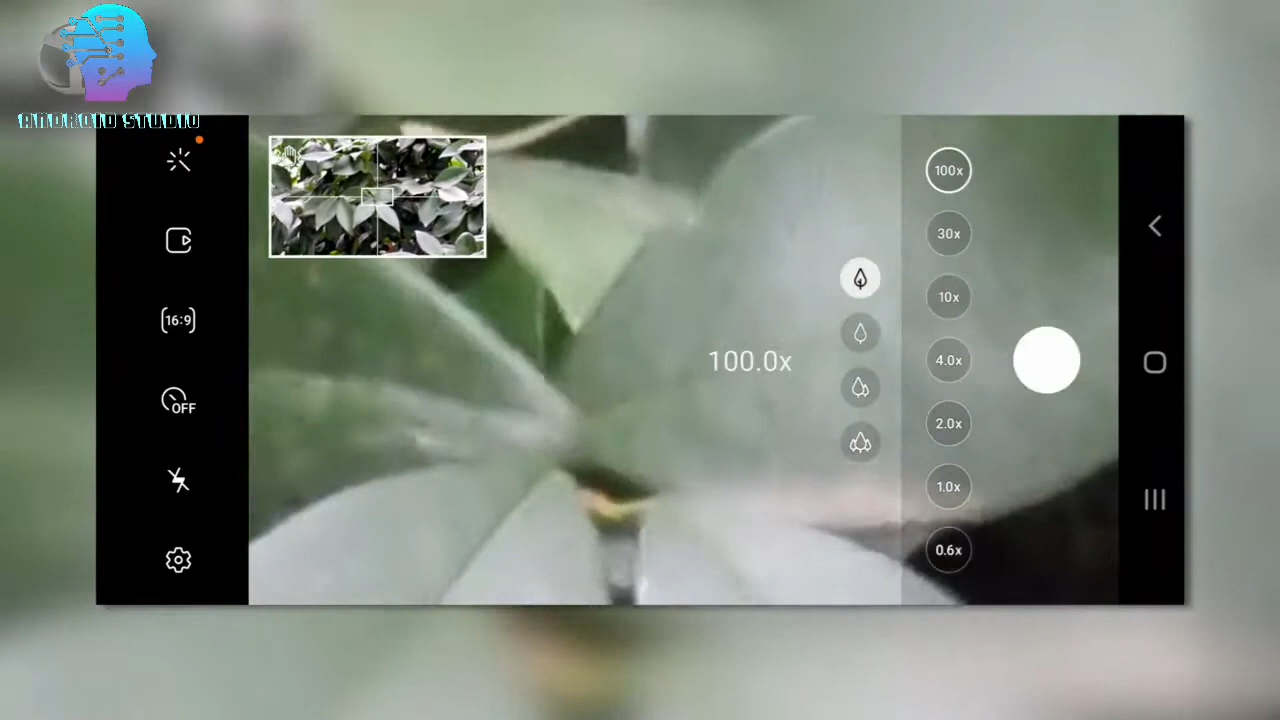 ANDROID STUDIO
16:9
OFF
100.0x
100x
30x
10x
4.0x
2.0x
1.0x
0.6x